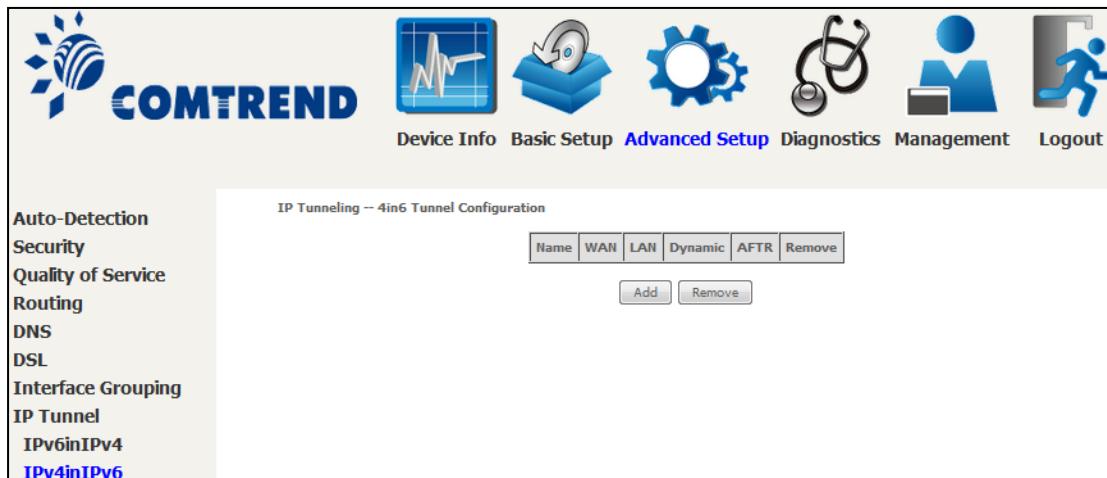 COMTREND
Device Info Basic Setup Advanced Setup Diagnostics Management Logout
Auto-Detection
Security
Quality of Service
Routing
DNS
DSL
Interface Grouping
IP Tunnel
IPv6inIPv4
IPv4inIPv6
IP Tunneling -- 4in6 Tunnel Configuration
Name WAN LAN Dynamic AFTR Remove
Add Remove